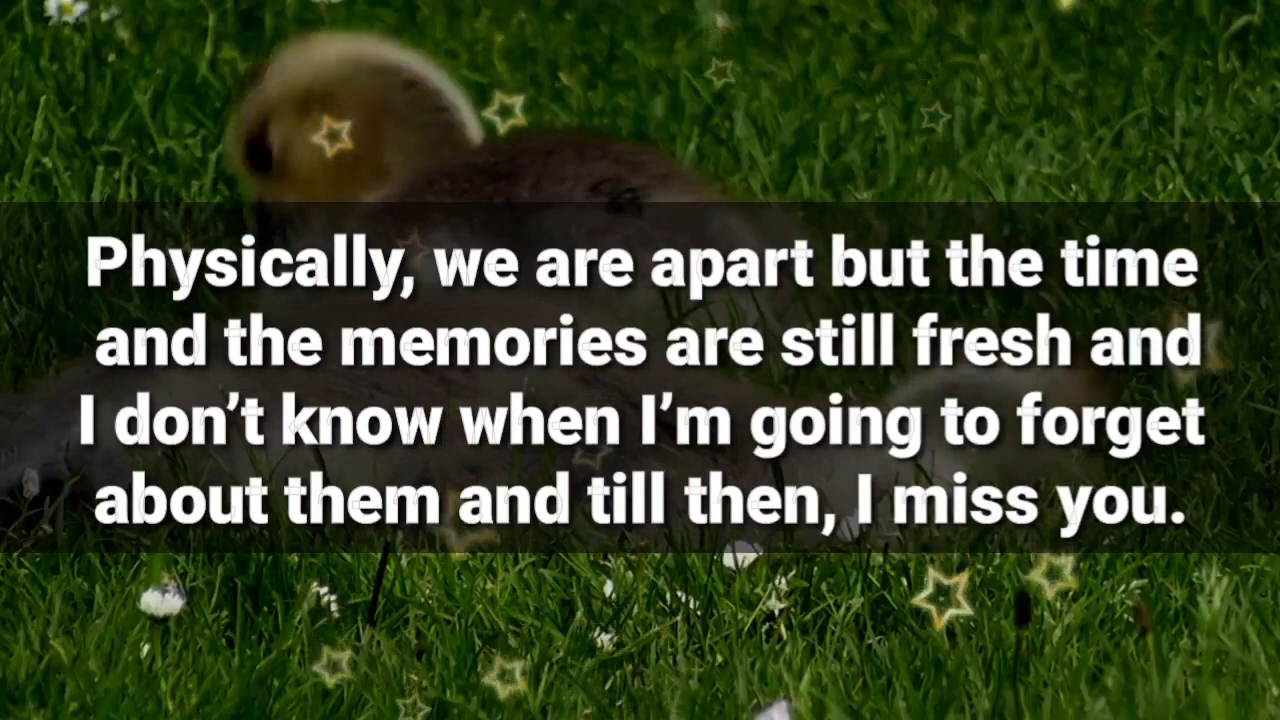 Physically, we are apart but the time
and the memories are still fresh and
I don’t know when I’m going to forget
about them and till then, I miss you.